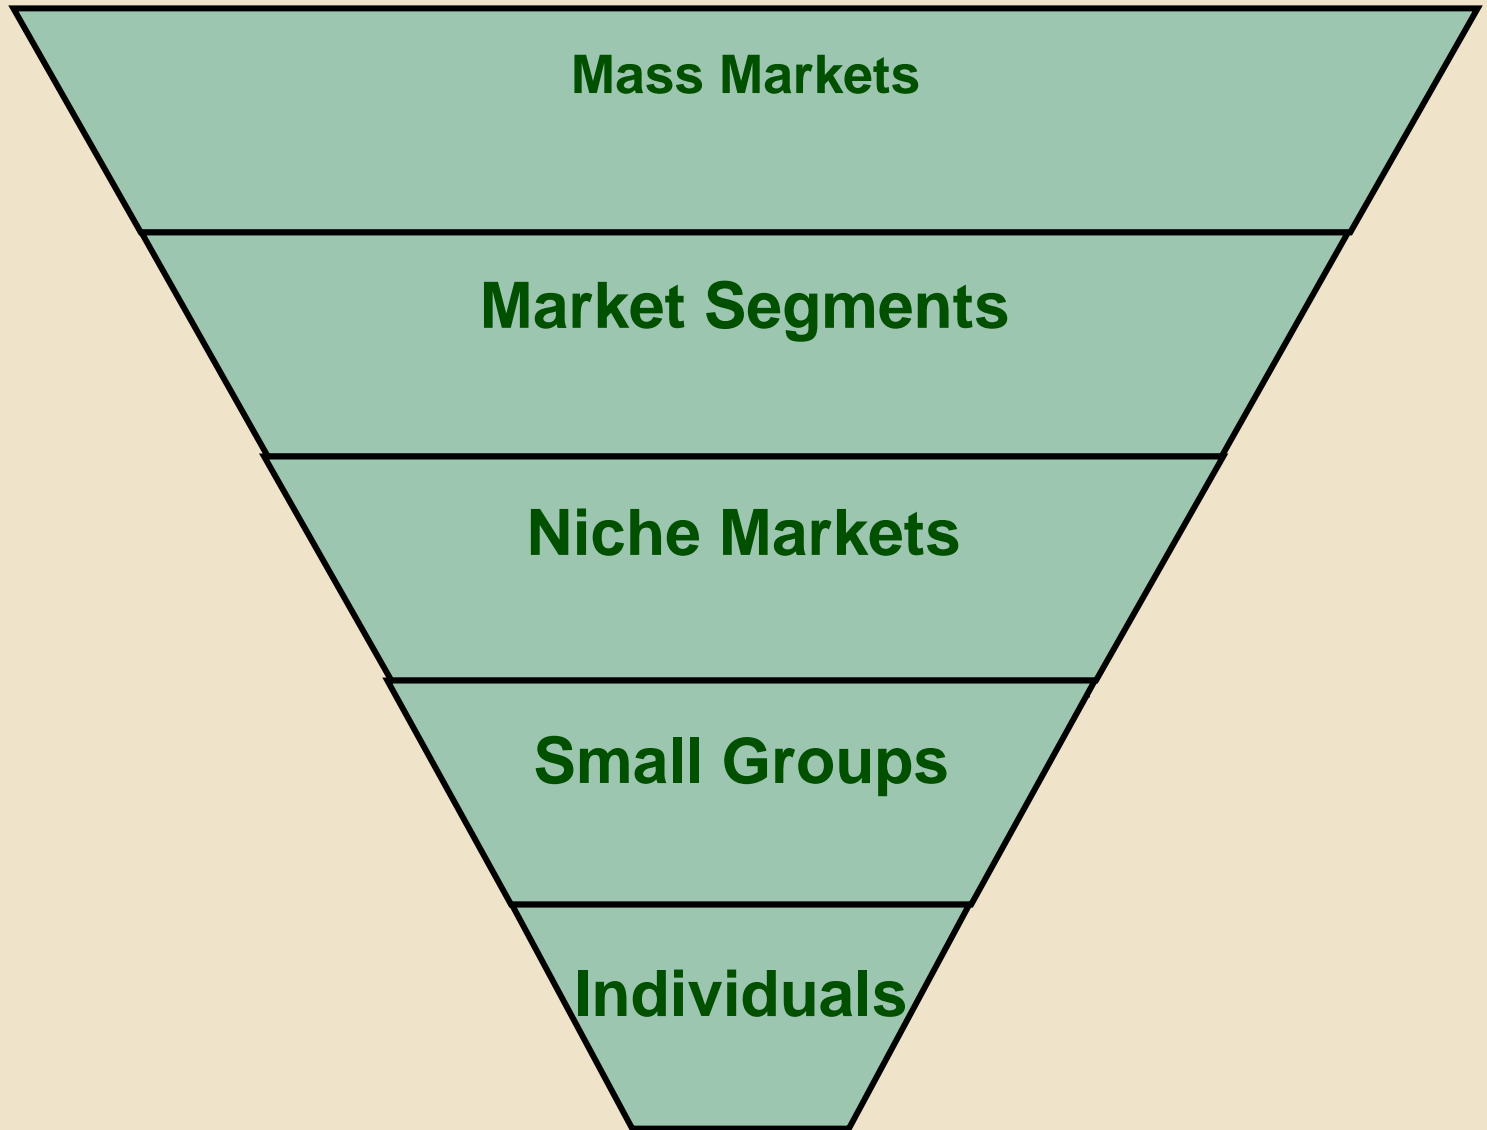 Mass Markets
Market Segments
Niche Markets
Small Groups
Individuals